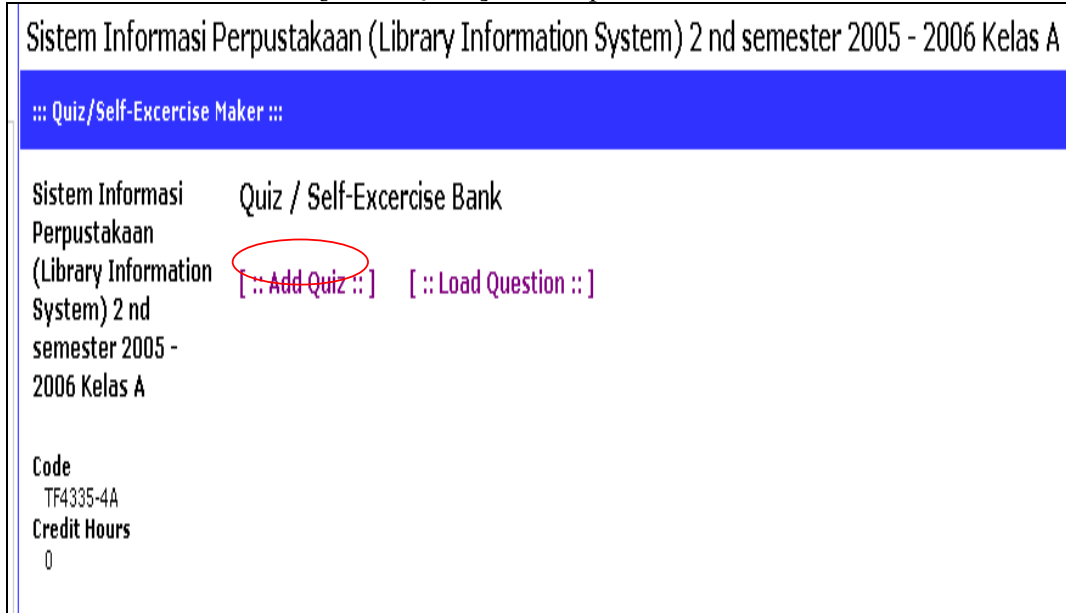 Sistem Informasi Perpustakaan (Library Information System) 2 nd semester 2005 - 2006 Kelas A
::: Quiz/Self-Excercise Maker :::
Sistem Informasi
Perpustakaan
(Library Information
System) 2 nd
semester 2005 -
2006 Kelas A
Code
TF4335-4A
Credit Hours
0
Quiz / Self-Excercise Bank
[ :: Add Quiz :: ] [ :: Load Question :: ]